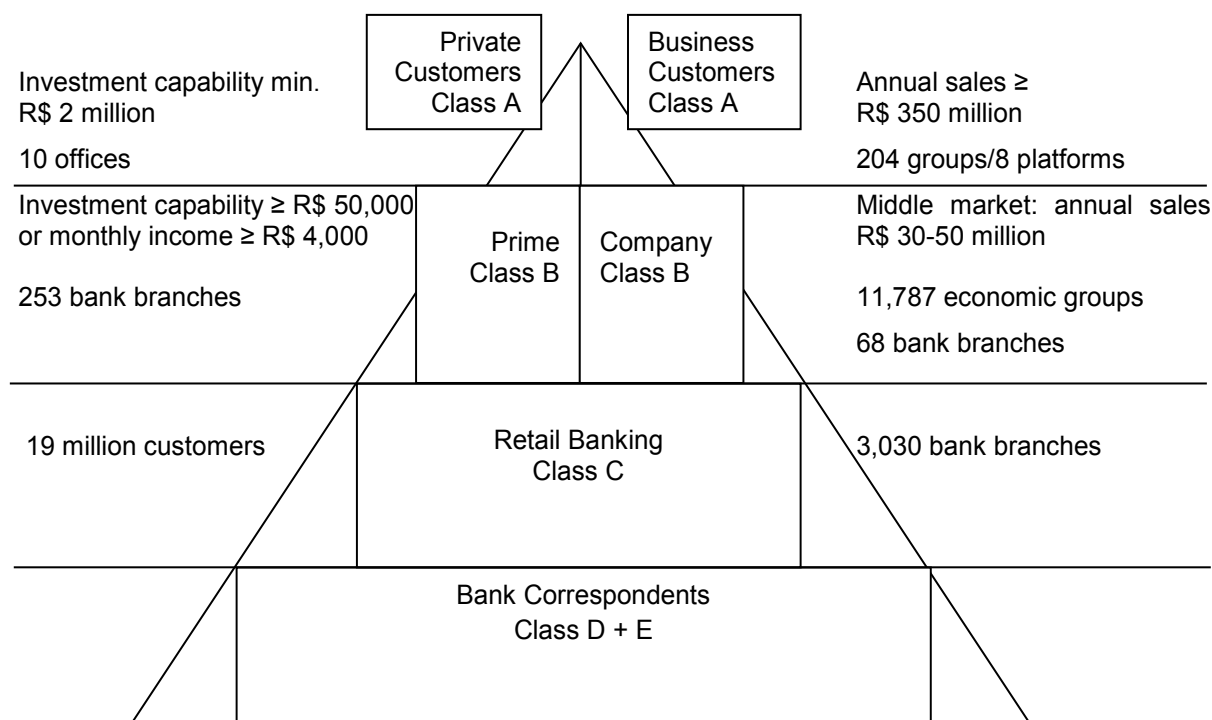 Private
Customers
Class A
Business
Customers
Class A
Investment capability min.
R$ 2 million
10 offices
Annual sales ≥
R$ 350 million
204 groups/8 platforms
Investment capability ≥ R$ 50,000
or monthly income ≥ R$ 4,000
253 bank branches
Prime
Class B
Company
Class B
Middle market: annual sales
R$ 30-50 million
11,787 economic groups
68 bank branches
19 million customers
Retail Banking
Class C
3,030 bank branches
Bank Correspondents
Class D + E